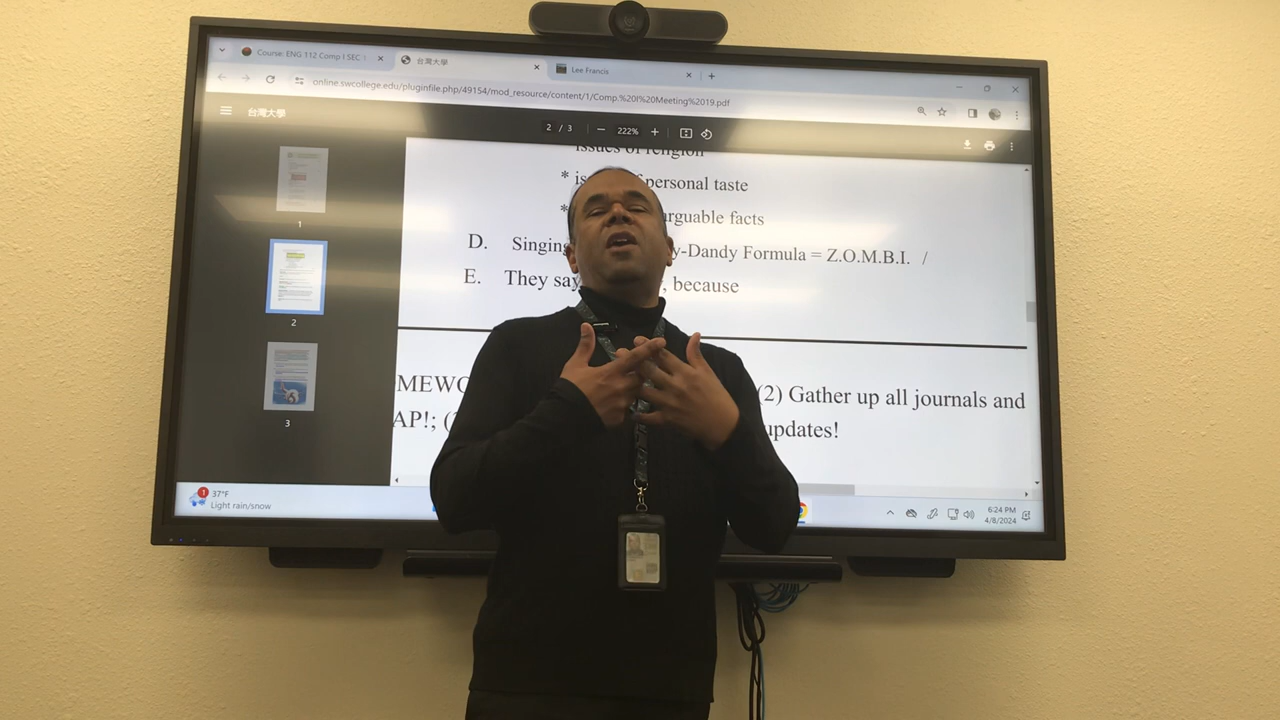 Course: ENG 112 Comp I SEC
台灣大學
Lee Francis
online.swcollege.edu/pluginfile.php/49154/mod_resource/content/1/Comp.%20I%20Meeting%2019.pdf
台灣大學
2 / 3
222%
issues of religion
* is personal taste
* arguable facts
D. Singing y-Dandy Formula = Z.O.M.B.I. /
E. They say , because
MEWO (2) Gather up all journals and
AP!; ( updates!
1
2
3
1
37°F
Light rain/snow
6:24 PM
4/8/2024